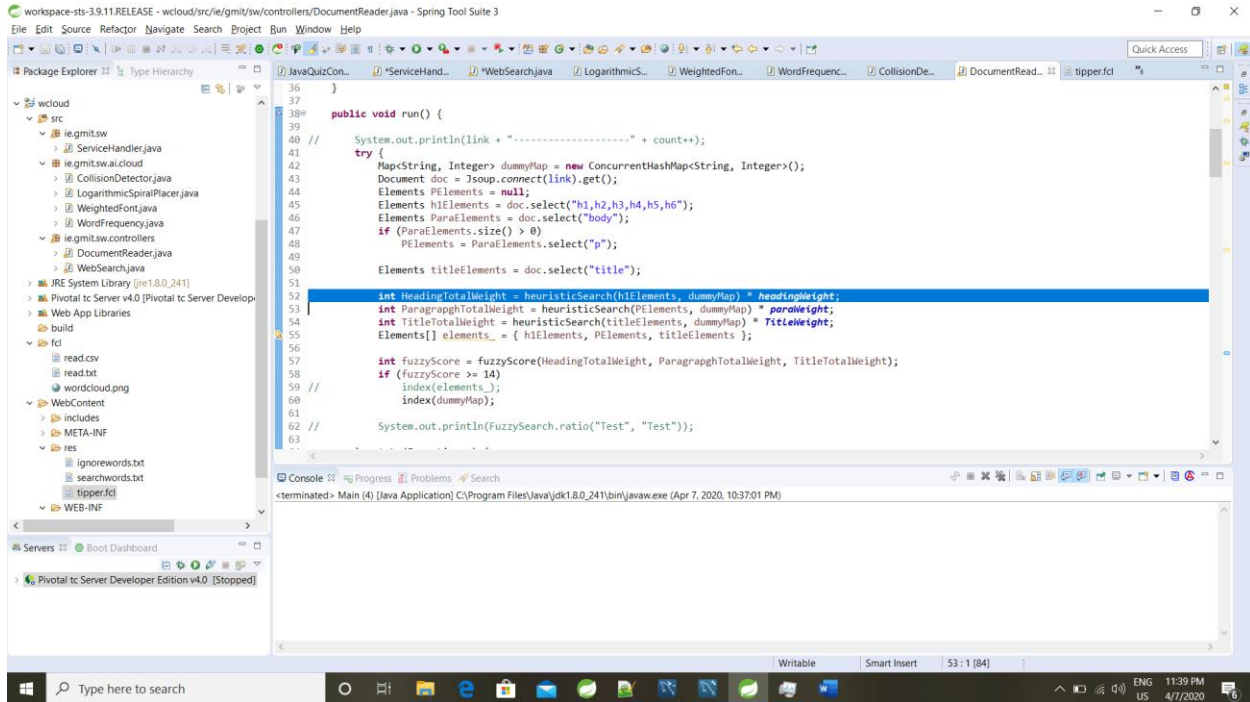 workspace-sts-3.9.11.RELEASE - wcloud/src/ie/gmit/sw/controllers/DocumentReader.java - Spring Tool Suite 3
File Edit Source Refactor Navigate Search Project Run Window Help
Quick Access
Package Explorer Type Hierarchy
wcloud
src
ie.gmit.sw
ServiceHandler.java
ie.gmit.sw.ai.cloud
CollisionDetector.java
LogarithmicSpiralPlacer.java
WeightedFont.java
WordFrequency.java
ie.gmit.sw.controllers
DocumentReader.java
WebSearch.java
JRE System Library [jre1.8.0_241]
Pivotal tc Server v4.0 [Pivotal tc Server Develop
Web App Libraries
build
fcl
read.csv
read.txt
wordcloud.png
WebContent
includes
META-INF
res
ignorewords.txt
searchwords.txt
tipper.fcl
WEB-INF
Servers Boot Dashboard
Pivotal tc Server Developer Edition v4.0 [Stopped]
JavaQuizCon... *ServiceHand... *WebSearch.java LogarithmicS... WeightedFon... WordFrequenc... CollisionDe... DocumentRead... tipper.fcl »5
36 }
37
38 public void run() {
39
40 // System.out.println(link + "--------------------" + count++);
41 try {
42 Map<String, Integer> dummyMap = new ConcurrentHashMap<String, Integer>();
43 Document doc = Jsoup.connect(link).get();
44 Elements PElements = null;
45 Elements h1Elements = doc.select("h1,h2,h3,h4,h5,h6");
46 Elements ParaElements = doc.select("body");
47 if (ParaElements.size() > 0)
48 PElements = ParaElements.select("p");
49
50 Elements titleElements = doc.select("title");
51
52 int HeadingTotalWeight = heuristicSearch(h1Elements, dummyMap) * headingWeight;
53 int ParagrapghTotalWeight = heuristicSearch(PElements, dummyMap) * paraWeight;
54 int TitleTotalWeight = heuristicSearch(titleElements, dummyMap) * TitleWeight;
55 Elements[] elements_ = { h1Elements, PElements, titleElements };
56
57 int fuzzyScore = fuzzyScore(HeadingTotalWeight, ParagrapghTotalWeight, TitleTotalWeight);
58 if (fuzzyScore >= 14)
59 // index(elements_);
60 index(dummyMap);
61
62 // System.out.println(FuzzySearch.ratio("Test", "Test"));
63
Console Progress Problems Search
<terminated> Main (4) [Java Application] C:\Program Files\Java\jdk1.8.0_241\bin\javaw.exe (Apr 7, 2020, 10:37:01 PM)
Writable Smart Insert 53 : 1 [84]
Type here to search
ENG 11:39 PM
US 4/7/2020
6